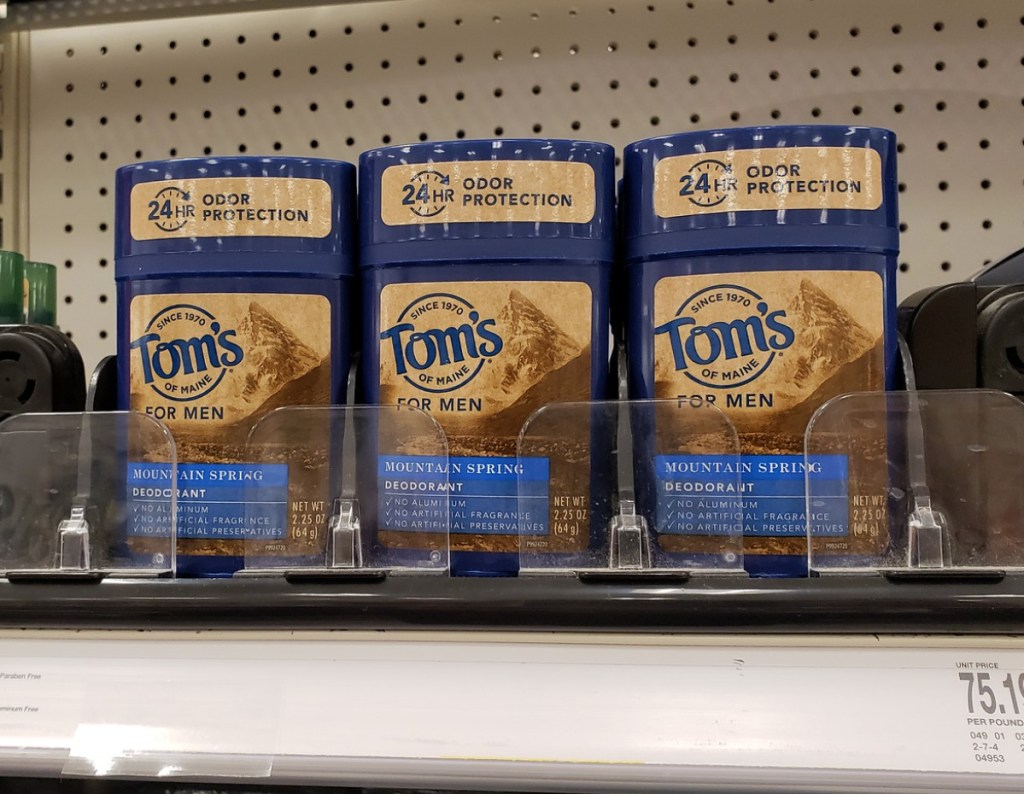 24HR ODOR
PROTECTION
SINCE 1970
Tom's
OF MAINE
FOR MEN
MOUNTAIN SPRING
DEODORANT
✓ NO ALUMINUM
✓ NO ARTIFICIAL FRAGRANCE
✓ NO ARTIFICIAL PRESERVATIVES
NET WT
2.25 OZ
(64 g)
24HR ODOR
PROTECTION
SINCE 1970
Tom's
OF MAINE
FOR MEN
MOUNTAIN SPRING
DEODORANT
✓ NO ALUMINUM
✓ NO ARTIFICIAL FRAGRANCE
✓ NO ARTIFICIAL PRESERVATIVES
NET WT
2.25 OZ
(64 g)
24HR ODOR
PROTECTION
SINCE 1970
Tom's
OF MAINE
FOR MEN
MOUNTAIN SPRING
DEODORANT
✓ NO ALUMINUM
✓ NO ARTIFICIAL FRAGRANCE
✓ NO ARTIFICIAL PRESERVATIVES
NET WT
2.25 OZ
(64 g)
Paraben Free
Free
UNIT PRICE
75.19
PER POUND
049 01
2-7-4
04953